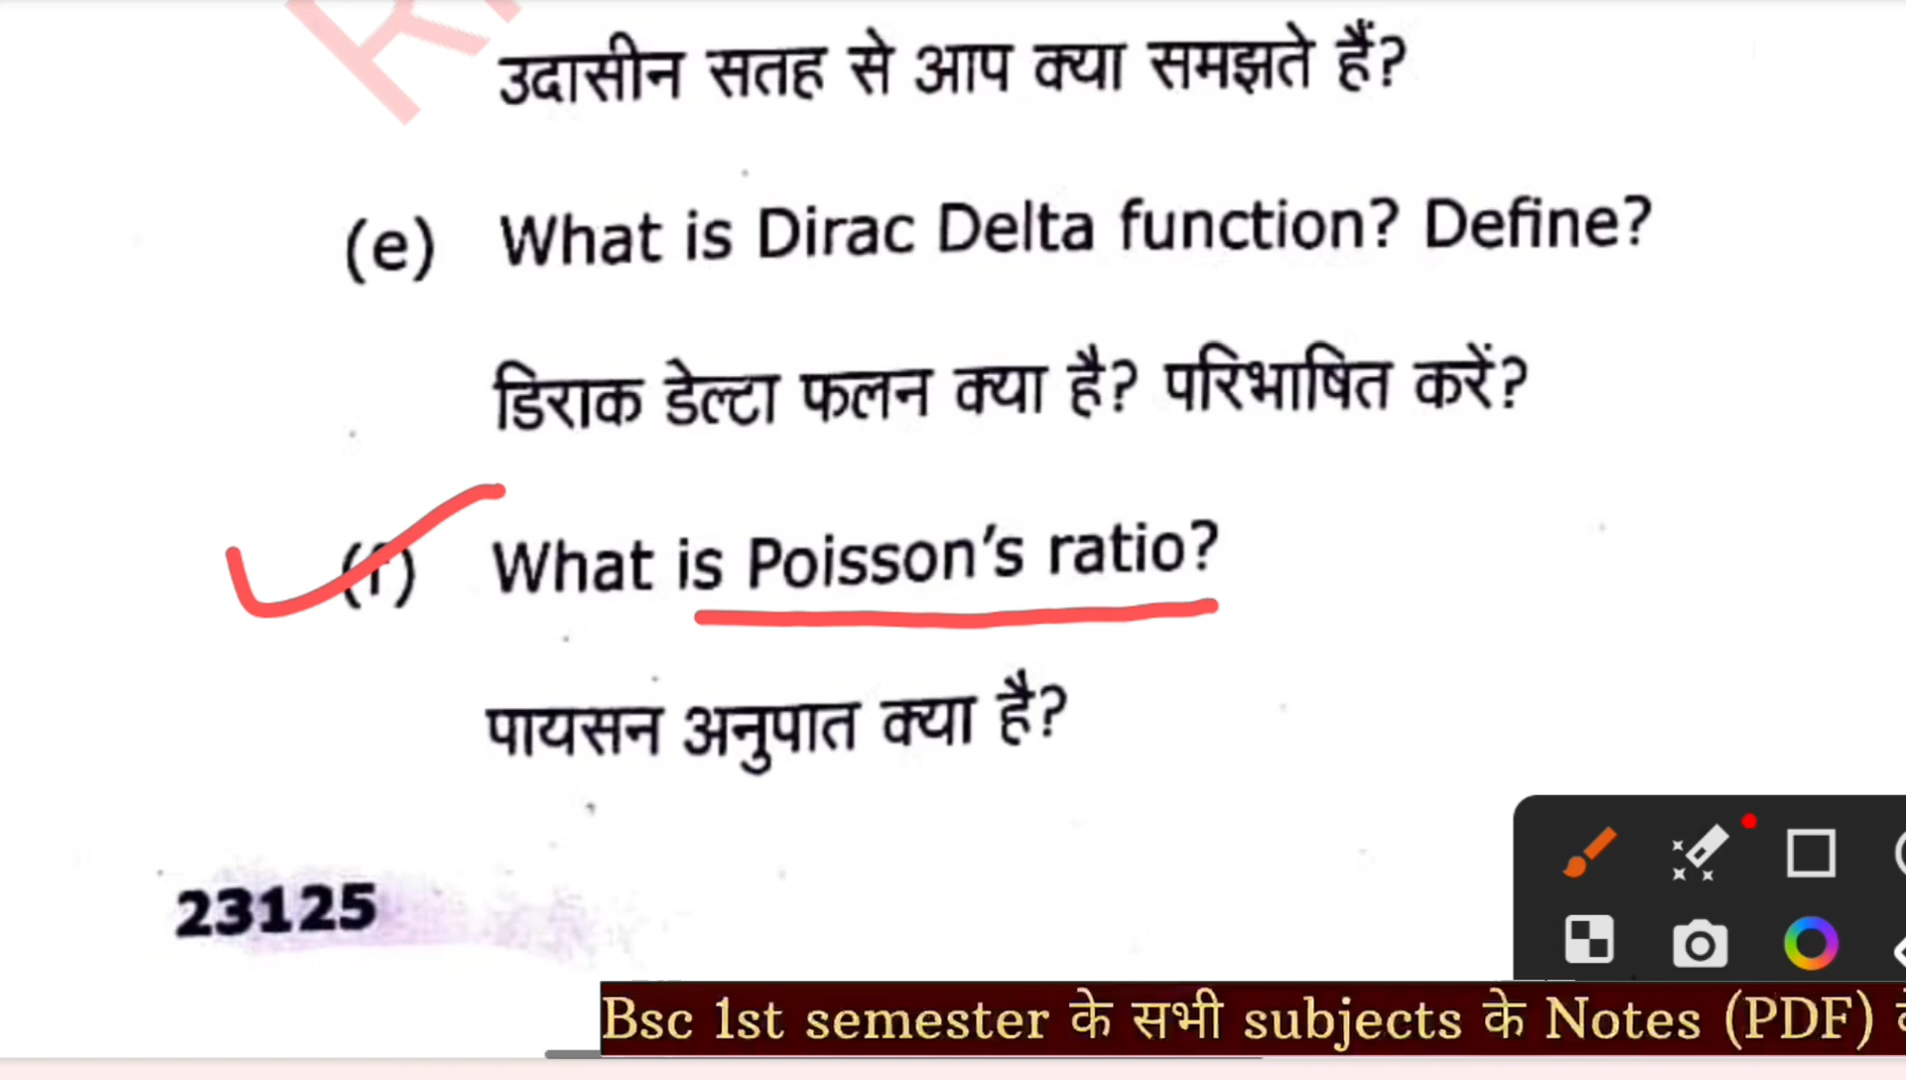 उदासीन सतह से आप क्या समझते हैं?
(e) What is Dirac Delta function? Define?
डिराक डेल्टा फलन क्या है? परिभाषित करें?
(f) What is Poisson's ratio?
पायसन अनुपात क्या है?
23125
Bsc 1st semester के सभी subjects के Notes (PDF)